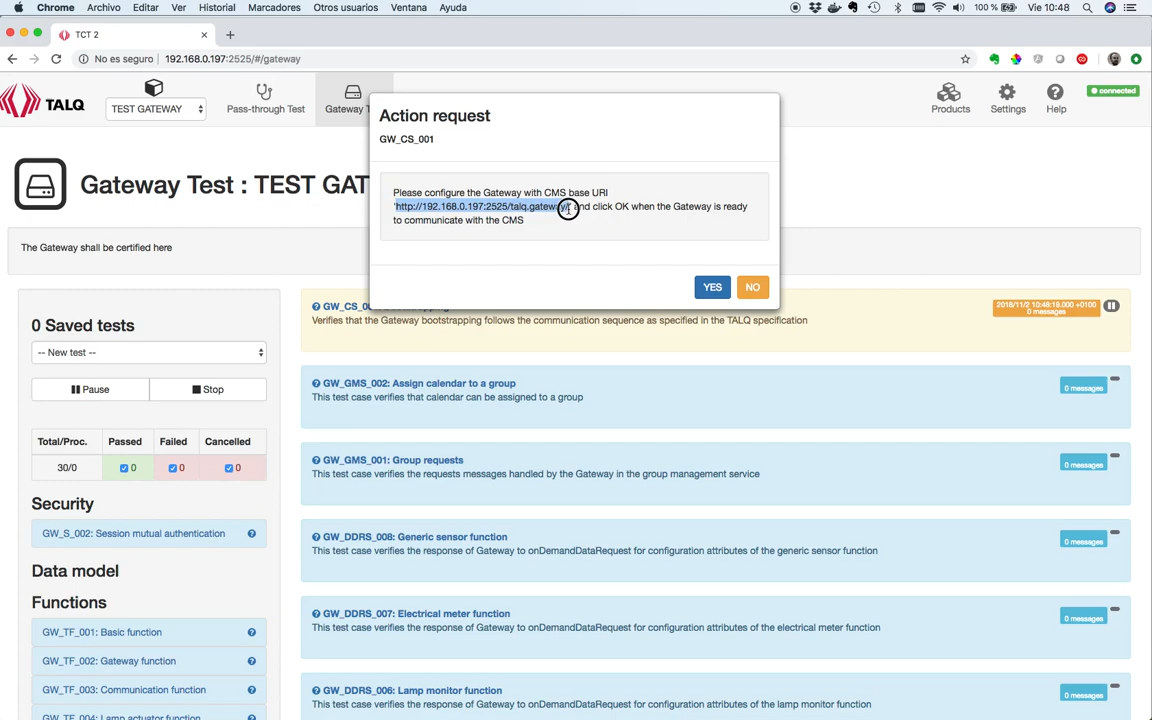 Chrome Archivo Editar Ver Historial Marcadores Otros usuarios Ventana Ayuda 100 % Vie 10:48
TCT 2
No es seguro 192.168.0.197:2525/#/gateway
TALQ TEST GATEWAY Pass-through Test Gateway Products Settings Help connected
Action request
GW_CS_001
Gateway Test : TEST GAT
Please configure the Gateway with CMS base URI
'http://192.168.0.197:2525/talq.gateway/' and click OK when the Gateway is ready
to communicate with the CMS
The Gateway shall be certified here
YES NO
0 Saved tests
-- New test --
Pause Stop
Total/Proc. Passed Failed Cancelled
30/0 0 0 0
Security
GW_S_002: Session mutual authentication
Data model
Functions
GW_TF_001: Basic function
GW_TF_002: Gateway function
GW_TF_003: Communication function
GW_TF_004: Lamp actuator function
2018/11/2 10:48:19.000 +0100
0 messages
Verifies that the Gateway bootstrapping follows the communication sequence as specified in the TALQ specification
GW_GMS_002: Assign calendar to a group
This test case verifies that calendar can be assigned to a group
0 messages
GW_GMS_001: Group requests
This test case verifies the requests messages handled by the Gateway in the group management service
0 messages
GW_DDRS_008: Generic sensor function
This test case verifies the response of Gateway to onDemandDataRequest for configuration attributes of the generic sensor function
0 messages
GW_DDRS_007: Electrical meter function
This test case verifies the response of Gateway to onDemandDataRequest for configuration attributes of the electrical meter function
0 messages
GW_DDRS_006: Lamp monitor function
This test case verifies the response of Gateway to onDemandDataRequest for configuration attributes of the lamp monitor function
0 messages